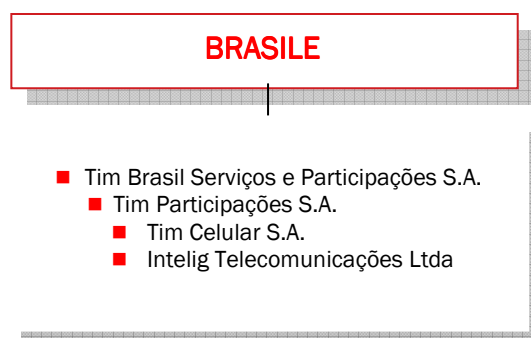 BRASILE
Tim Brasil Serviços e Participações S.A.
Tim Participações S.A.
Tim Celular S.A.
Intelig Telecomunicações Ltda